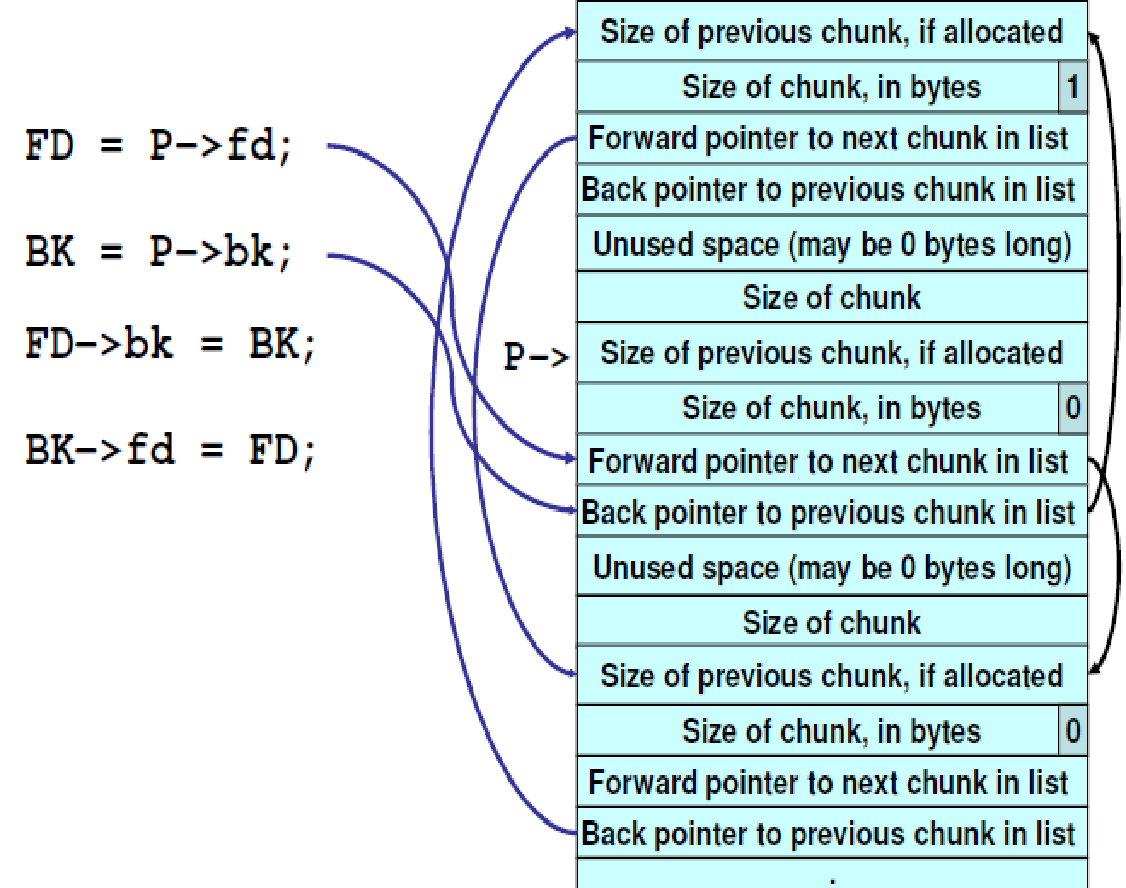 FD = P->fd;
BK = P->bk;
FD->bk = BK;
BK->fd = FD;
P->
Size of previous chunk, if allocated
Size of chunk, in bytes 1
Forward pointer to next chunk in list
Back pointer to previous chunk in list
Unused space (may be 0 bytes long)
Size of chunk
Size of previous chunk, if allocated
Size of chunk, in bytes 0
Forward pointer to next chunk in list
Back pointer to previous chunk in list
Unused space (may be 0 bytes long)
Size of chunk
Size of previous chunk, if allocated
Size of chunk, in bytes 0
Forward pointer to next chunk in list
Back pointer to previous chunk in list
.